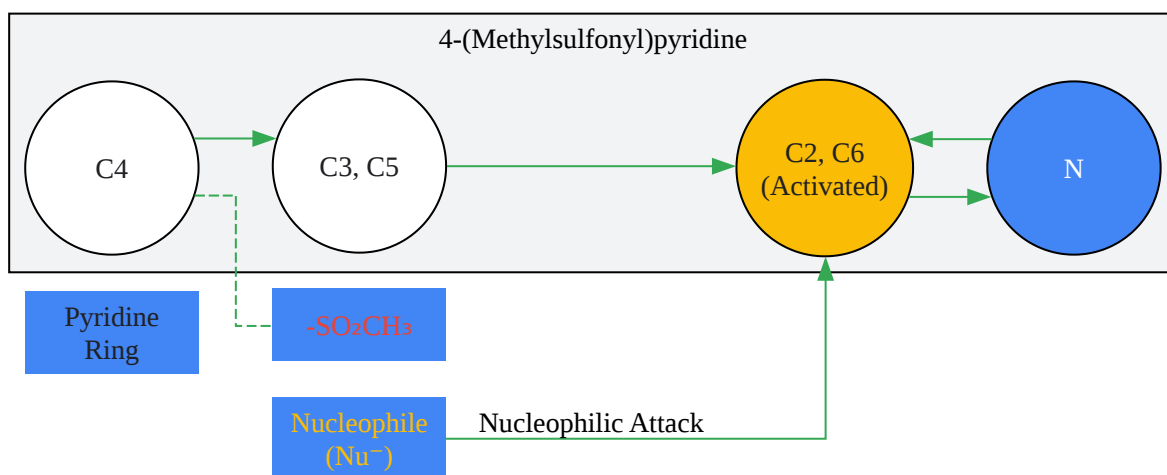 4-(Methylsulfonyl)pyridine
C4
C3, C5
C2, C6
(Activated)
N
Pyridine
Ring
-SO₂CH₃
Nucleophile
(Nu⁻)
Nucleophilic Attack